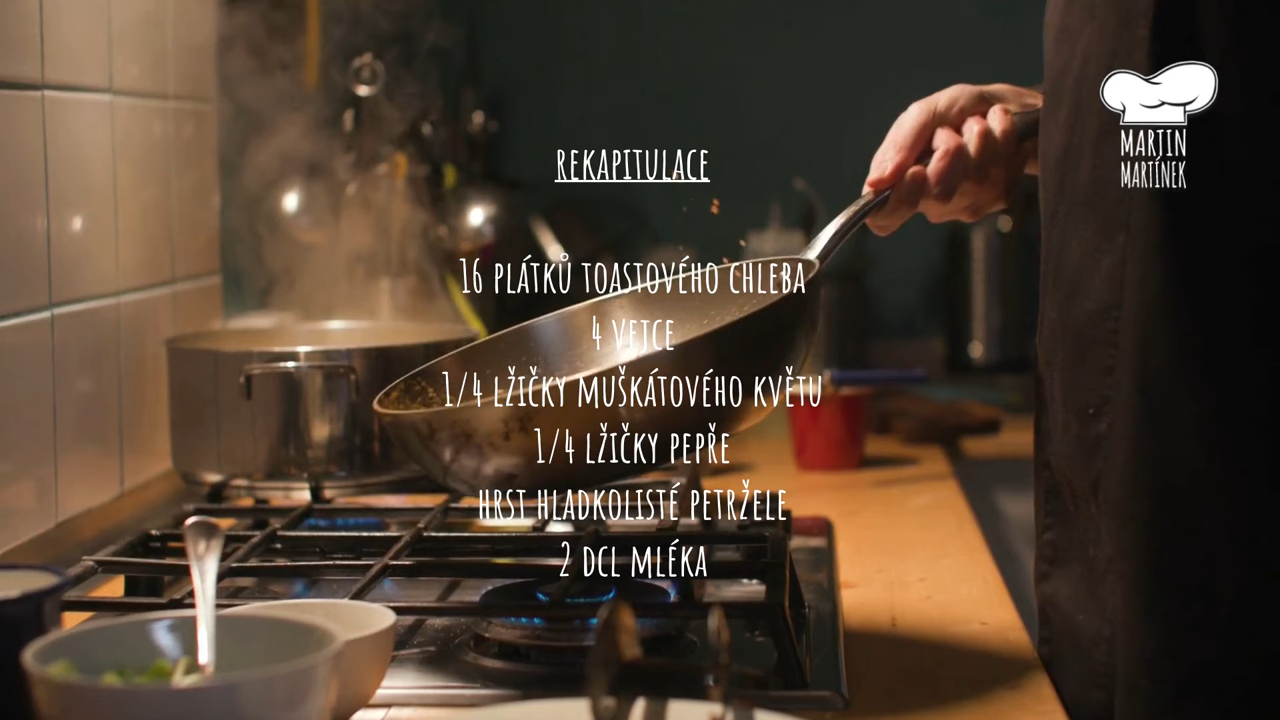 REKAPITULACE
16 PLÁTKŮ TOASTOVÉHO CHLEBA
4 VEJCE
1/4 LŽIČKY MUŠKÁTOVÉHO KVĚTU
1/4 LŽIČKY PEPŘE
HRST HLADKOLISTÉ PETRŽELE
2 DCL MLÉKA
MARTIN
MARTÍNEK